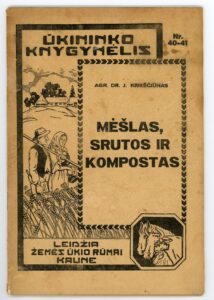 ŪKININKO
KNYGYNĖLIS
Nr.
40-41
AGR. DR. J. KRIKŠČIŪNAS
MĖŠLAS,
SRUTOS IR
KOMPOSTAS
LEIDŽIA
ŽEMĖS ŪKIO RŪMAI
KAUNE